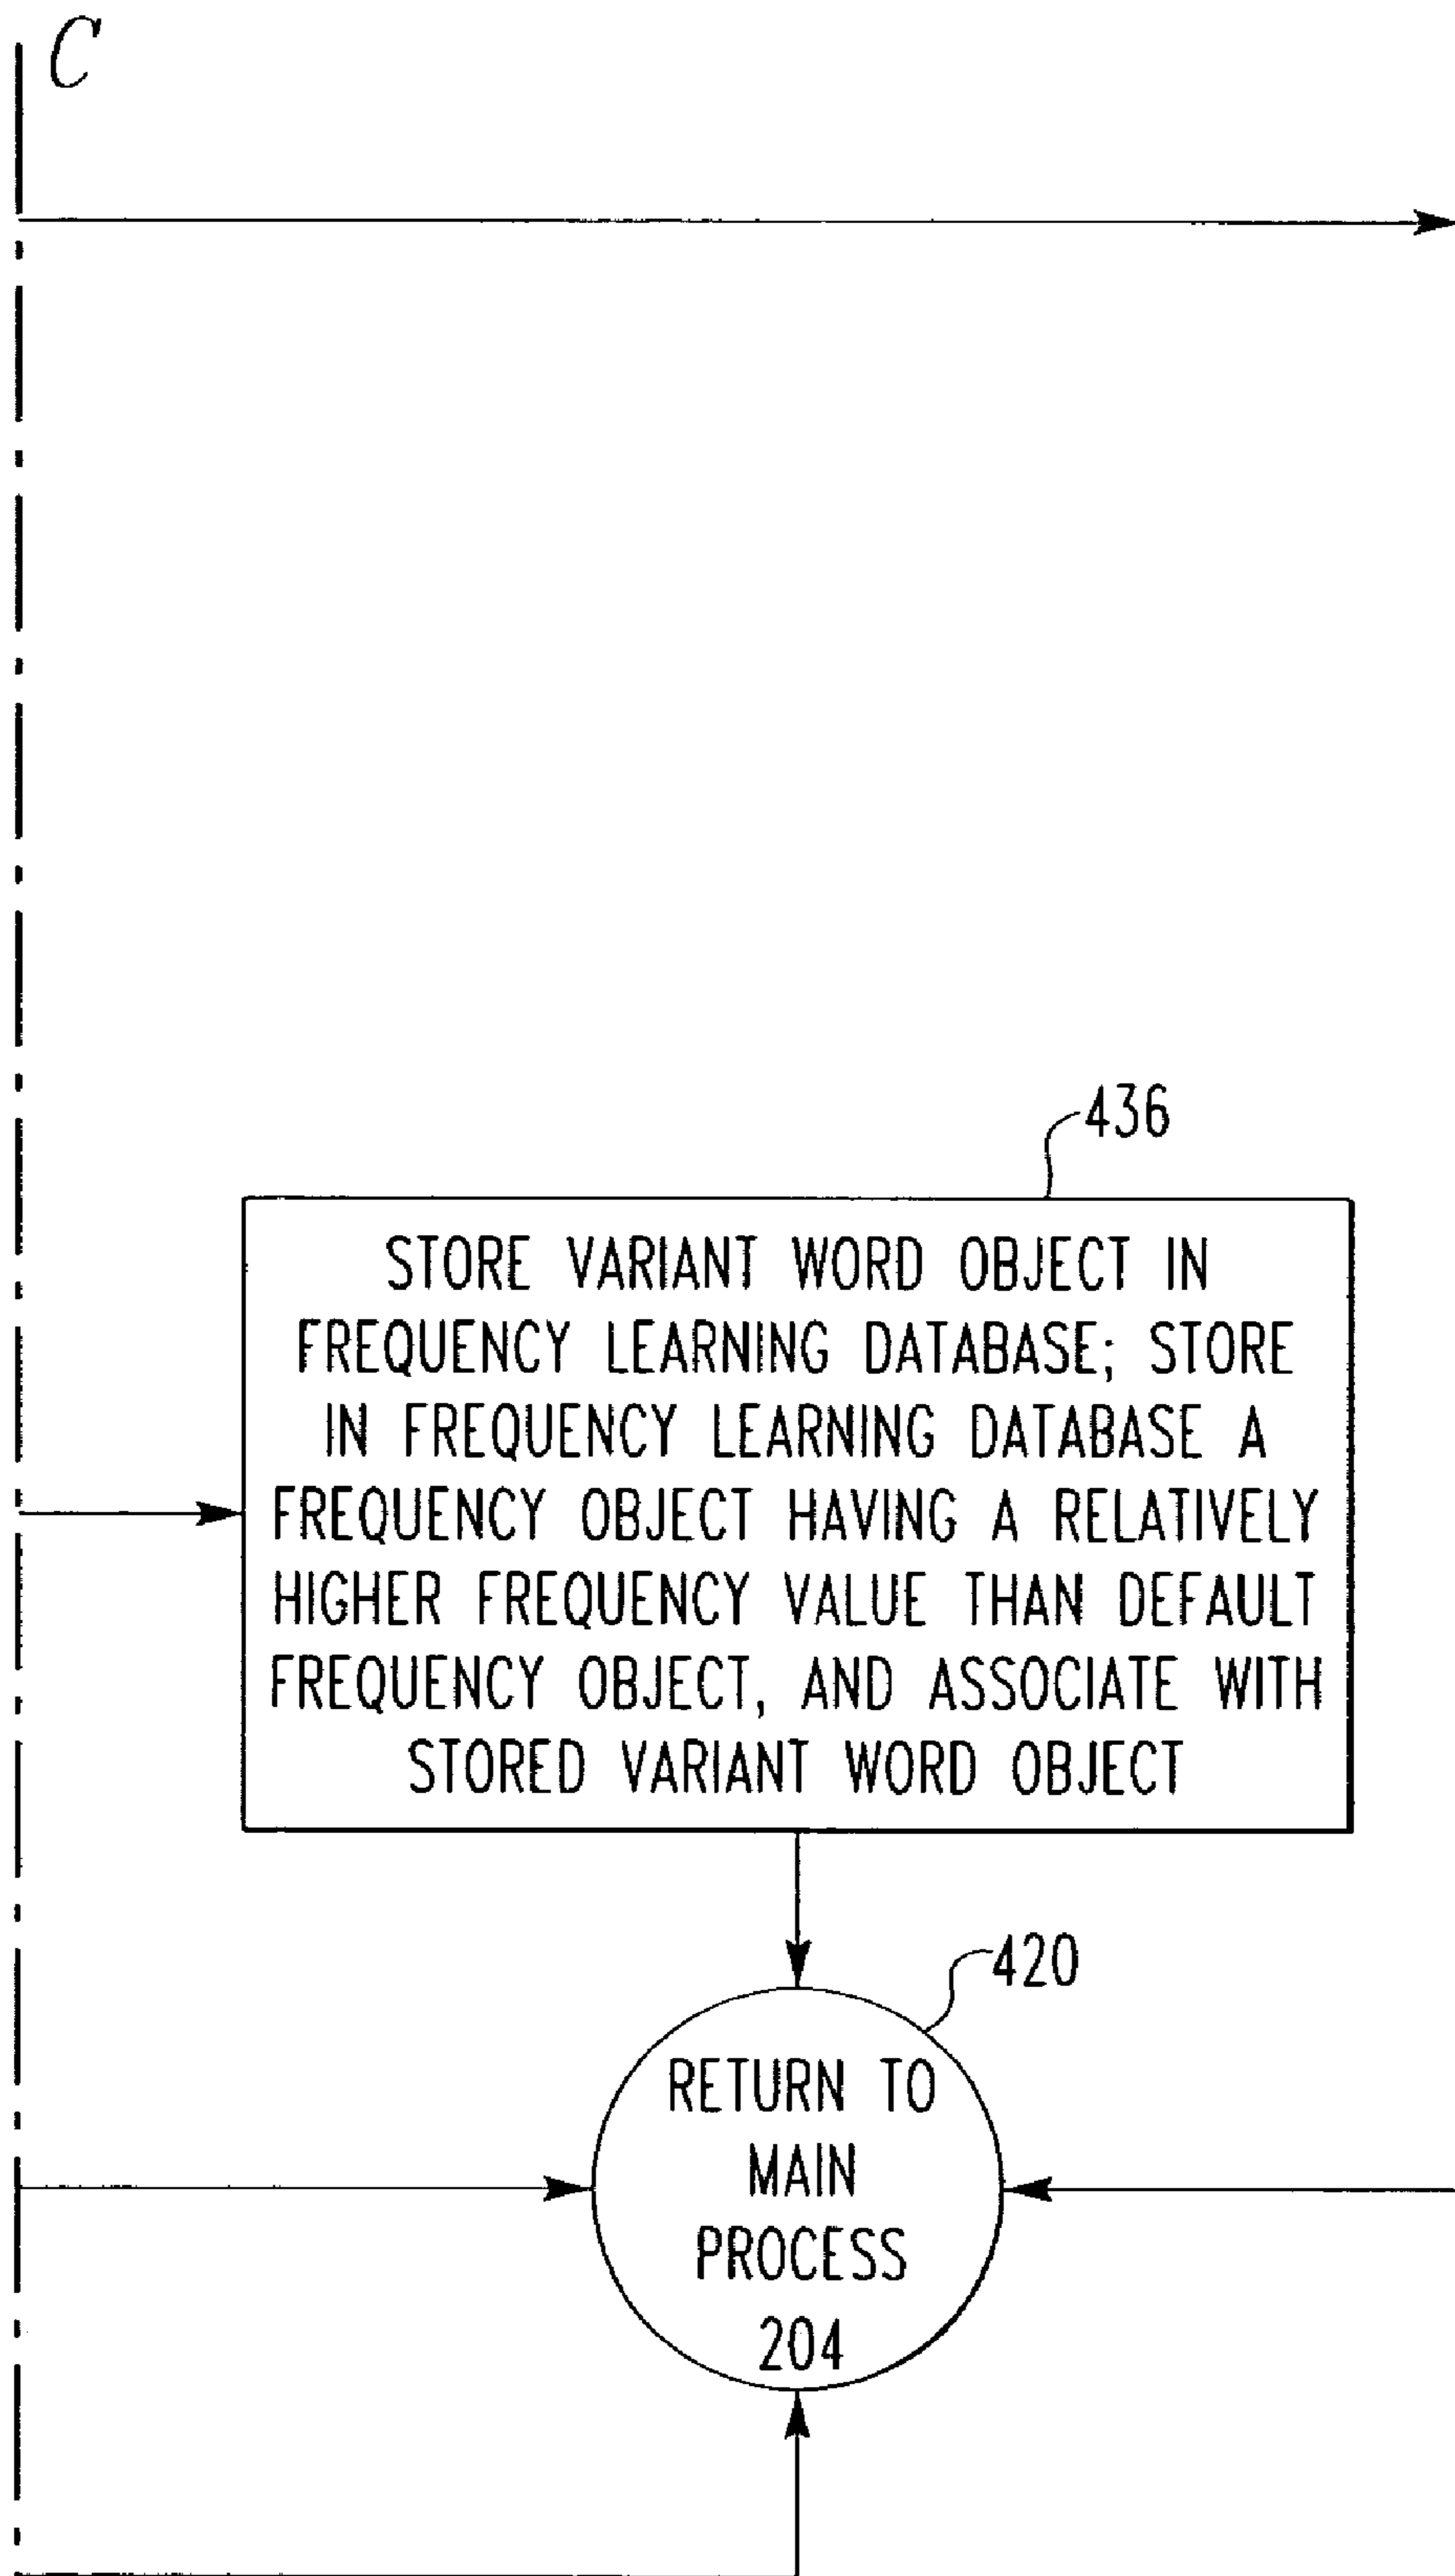 C
436
STORE VARIANT WORD OBJECT IN
FREQUENCY LEARNING DATABASE; STORE
IN FREQUENCY LEARNING DATABASE A
FREQUENCY OBJECT HAVING A RELATIVELY
HIGHER FREQUENCY VALUE THAN DEFAULT
FREQUENCY OBJECT, AND ASSOCIATE WITH
STORED VARIANT WORD OBJECT
420
RETURN TO
MAIN
PROCESS
204